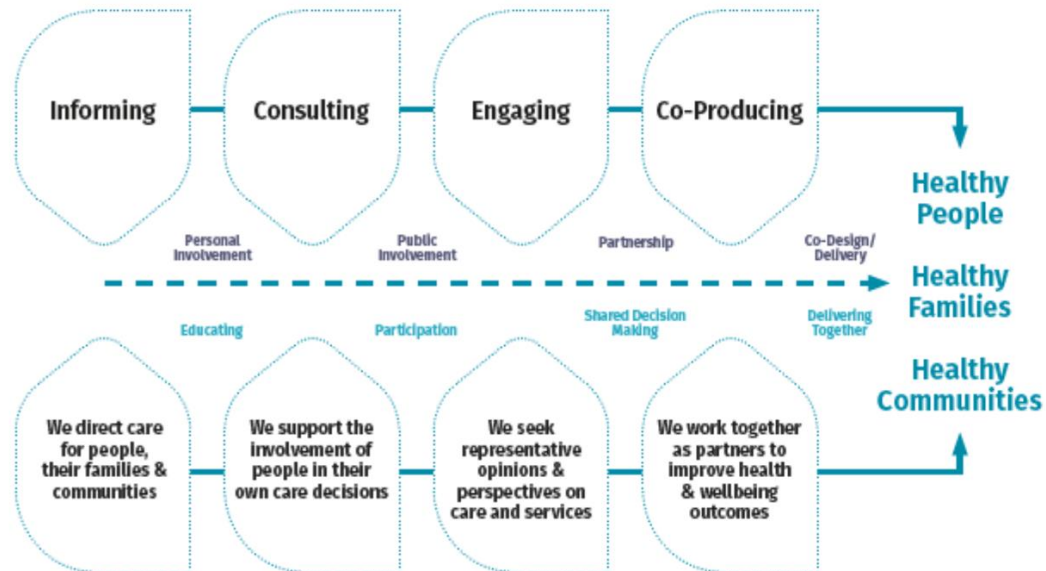 Informing
Consulting
Engaging
Co-Producing
Healthy
People
Personal
Involvement
Public
Involvement
Partnership
Co-Design/
Delivery
Healthy
Families
Educating
Participation
Shared Decision
Making
Delivering
Together
Healthy
Communities
We direct care
for people,
their families &
communities
We support the
involvement of
people in their
own care decisions
We seek
representative
opinions &
perspectives on
care and services
We work together
as partners to
improve health
& wellbeing
outcomes